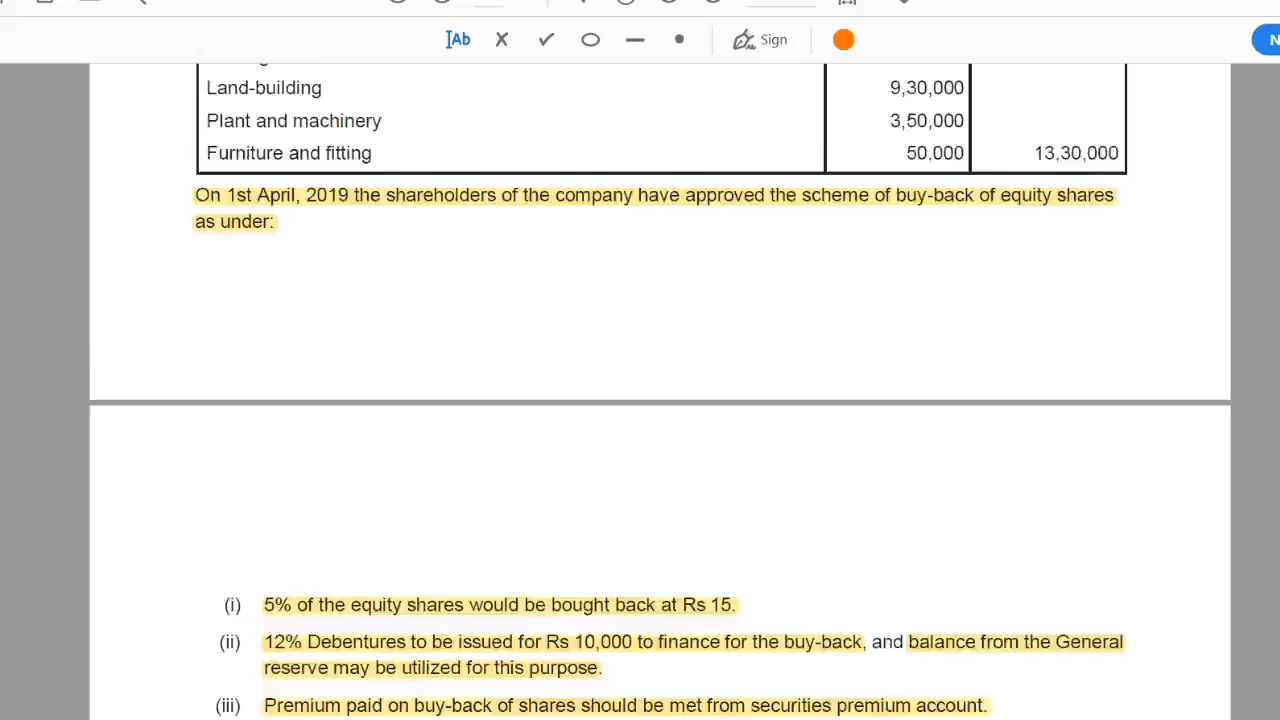 Ab Sign N
Land-building 9,30,000
Plant and machinery 3,50,000
Furniture and fitting 50,000 13,30,000
On 1st April, 2019 the shareholders of the company have approved the scheme of buy-back of equity shares
as under:
(i) 5% of the equity shares would be bought back at Rs 15.
(ii) 12% Debentures to be issued for Rs 10,000 to finance for the buy-back, and balance from the General
reserve may be utilized for this purpose.
(iii) Premium paid on buy-back of shares should be met from securities premium account.